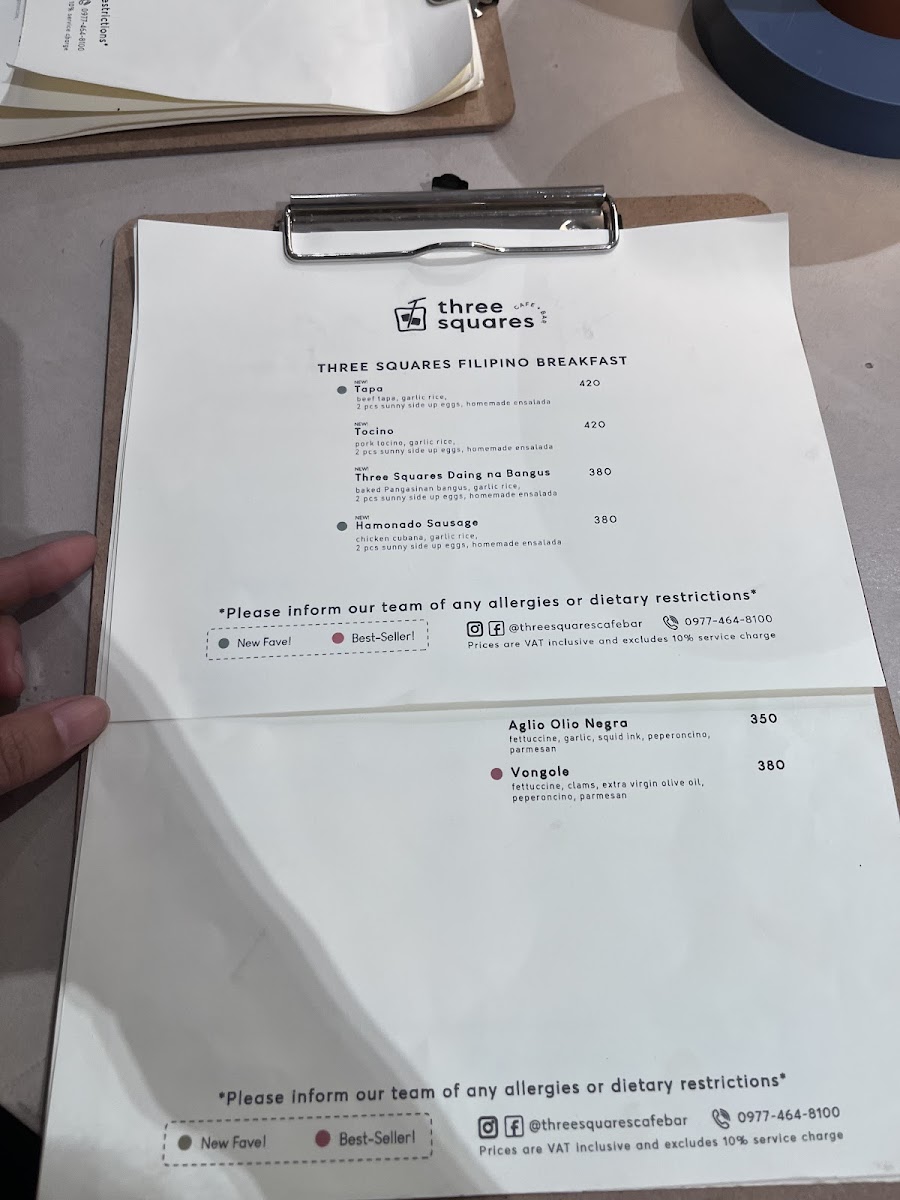 estrictions*
0977-464-8100
10% service charge
three
squares
CAFE + BAR
THREE SQUARES FILIPINO BREAKFAST
NEW!
Tapa 420
beef tapa, garlic rice,
2 pcs sunny side up eggs, homemade ensalada
NEW!
Tocino 420
pork tocino, garlic rice,
2 pcs sunny side up eggs, homemade ensalada
NEW!
Three Squares Daing na Bangus 380
baked Pangasinan bangus, garlic rice,
2 pcs sunny side up eggs, homemade ensalada
NEW!
Hamonado Sausage 380
chicken cubana, garlic rice,
2 pcs sunny side up eggs, homemade ensalada
*Please inform our team of any allergies or dietary restrictions*
New Fave! Best-Seller! @threesquarescafebar 0977-464-8100
Prices are VAT inclusive and excludes 10% service charge
Aglio Olio Negra 350
fettuccine, garlic, squid ink, peperoncino,
parmesan
Vongole 380
fettuccine, clams, extra virgin olive oil,
peperoncino, parmesan
*Please inform our team of any allergies or dietary restrictions*
New Fave! Best-Seller! @threesquarescafebar 0977-464-8100
Prices are VAT inclusive and excludes 10% service charge